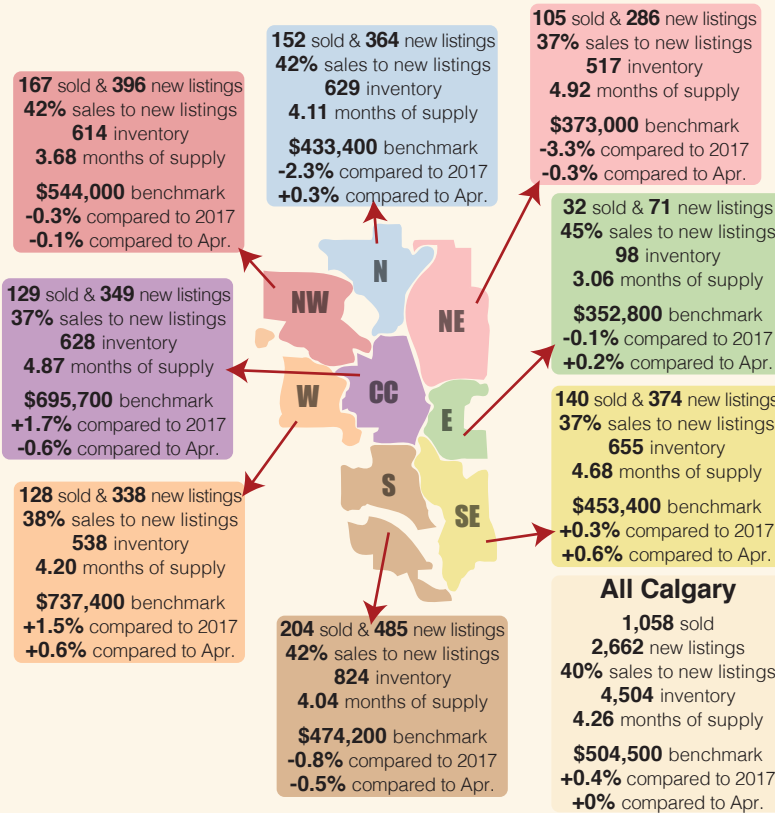 152 sold & 364 new listings
42% sales to new listings
629 inventory
4.11 months of supply
$433,400 benchmark
-2.3% compared to 2017
+0.3% compared to Apr.
105 sold & 286 new listings
37% sales to new listings
517 inventory
4.92 months of supply
$373,000 benchmark
-3.3% compared to 2017
-0.3% compared to Apr.
167 sold & 396 new listings
42% sales to new listings
614 inventory
3.68 months of supply
$544,000 benchmark
-0.3% compared to 2017
-0.1% compared to Apr.
32 sold & 71 new listings
45% sales to new listings
98 inventory
3.06 months of supply
$352,800 benchmark
-0.1% compared to 2017
+0.2% compared to Apr.
N
NW
NE
W
CC
E
S
SE
129 sold & 349 new listings
37% sales to new listings
628 inventory
4.87 months of supply
$695,700 benchmark
+1.7% compared to 2017
-0.6% compared to Apr.
140 sold & 374 new listings
37% sales to new listings
655 inventory
4.68 months of supply
$453,400 benchmark
+0.3% compared to 2017
+0.6% compared to Apr.
128 sold & 338 new listings
38% sales to new listings
538 inventory
4.20 months of supply
$737,400 benchmark
+1.5% compared to 2017
+0.6% compared to Apr.
204 sold & 485 new listings
42% sales to new listings
824 inventory
4.04 months of supply
$474,200 benchmark
-0.8% compared to 2017
-0.5% compared to Apr.
All Calgary
1,058 sold
2,662 new listings
40% sales to new listings
4,504 inventory
4.26 months of supply
$504,500 benchmark
+0.4% compared to 2017
+0% compared to Apr.